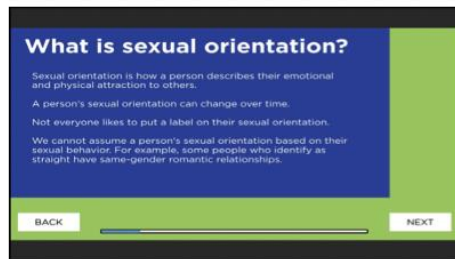 What is sexual orientation?
Sexual orientation is how a person describes their emotional
and physical attraction to others.
A person's sexual orientation can change over time.
Not everyone likes to put a label on their sexual orientation.
We cannot assume a person's sexual orientation based on their
sexual behavior. For example, some people who identify as
straight have same-gender romantic relationships.
BACK
NEXT